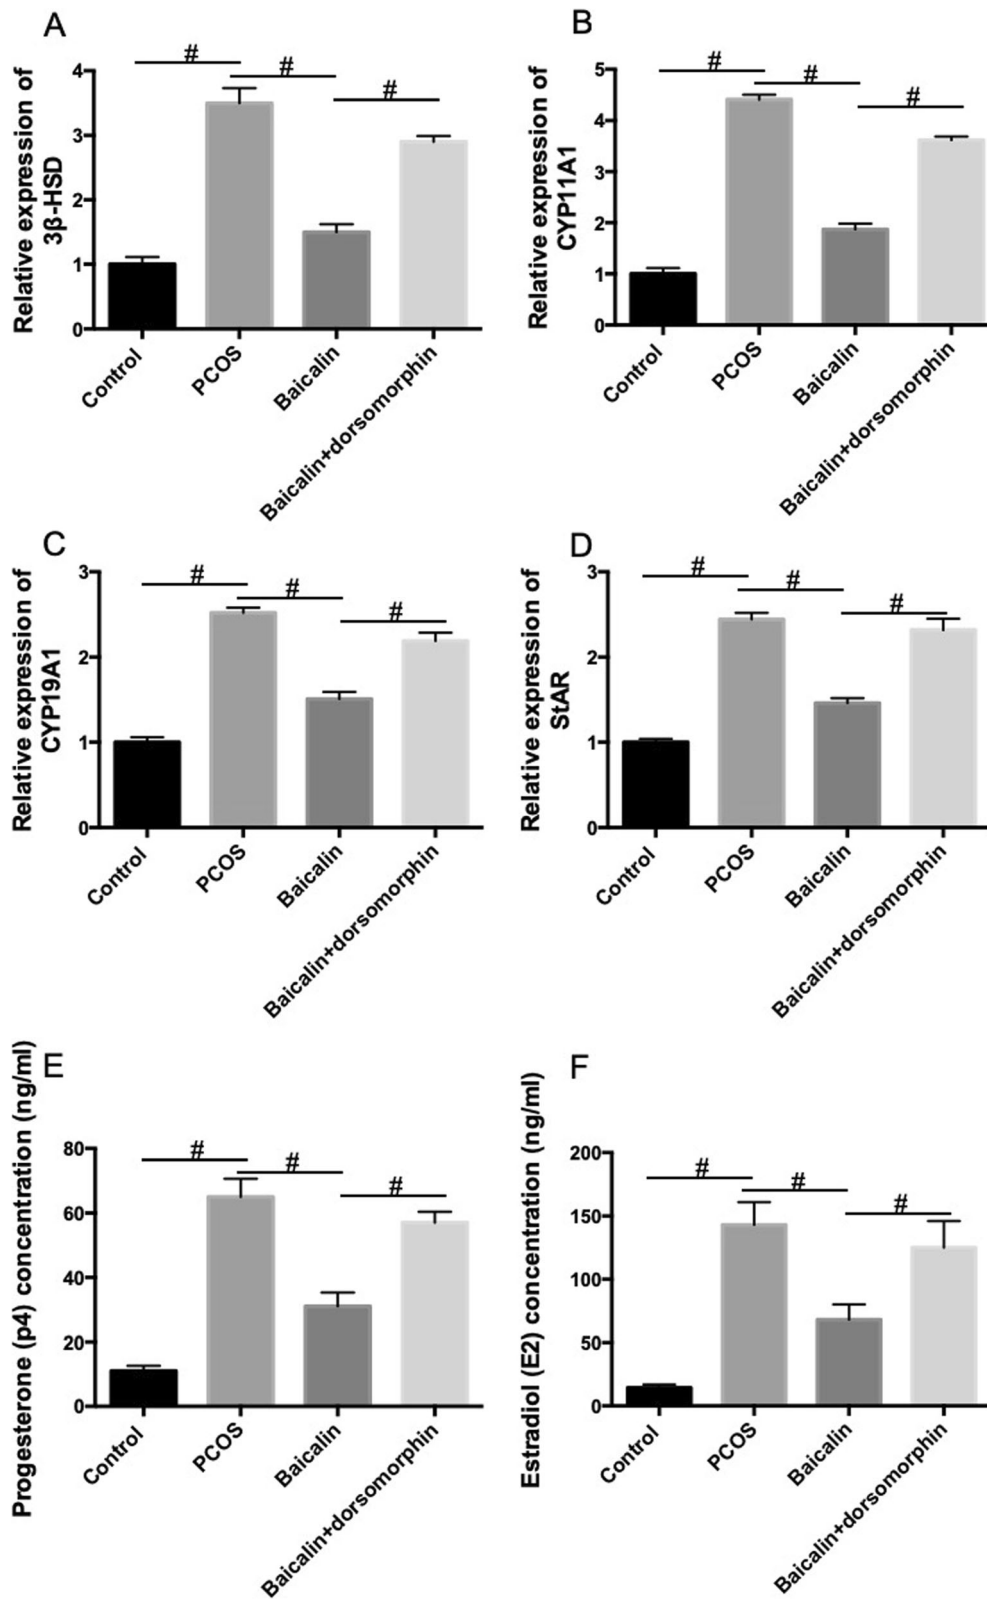 A
Relative expression of
3β-HSD
4
3
2
1
0
#
#
#
Control
PCOS
Baicalin
Baicalin+dorsomorphin
B
Relative expression of
CYP11A1
5
4
3
2
1
0
#
#
#
Control
PCOS
Baicalin
Baicalin+dorsomorphin
C
Relative expression of
CYP19A1
3
2
1
0
#
#
#
Control
PCOS
Baicalin
Baicalin+dorsomorphin
D
Relative expression of
StAR
3
2
1
0
#
#
#
Control
PCOS
Baicalin
Baicalin+dorsomorphin
E
Progesterone (p4) concentration (ng/ml)
80
60
40
20
0
#
#
#
Control
PCOS
Baicalin
Baicalin+dorsomorphin
F
Estradiol (E2) concentration (ng/ml)
200
150
100
50
0
#
#
#
Control
PCOS
Baicalin
Baicalin+dorsomorphin